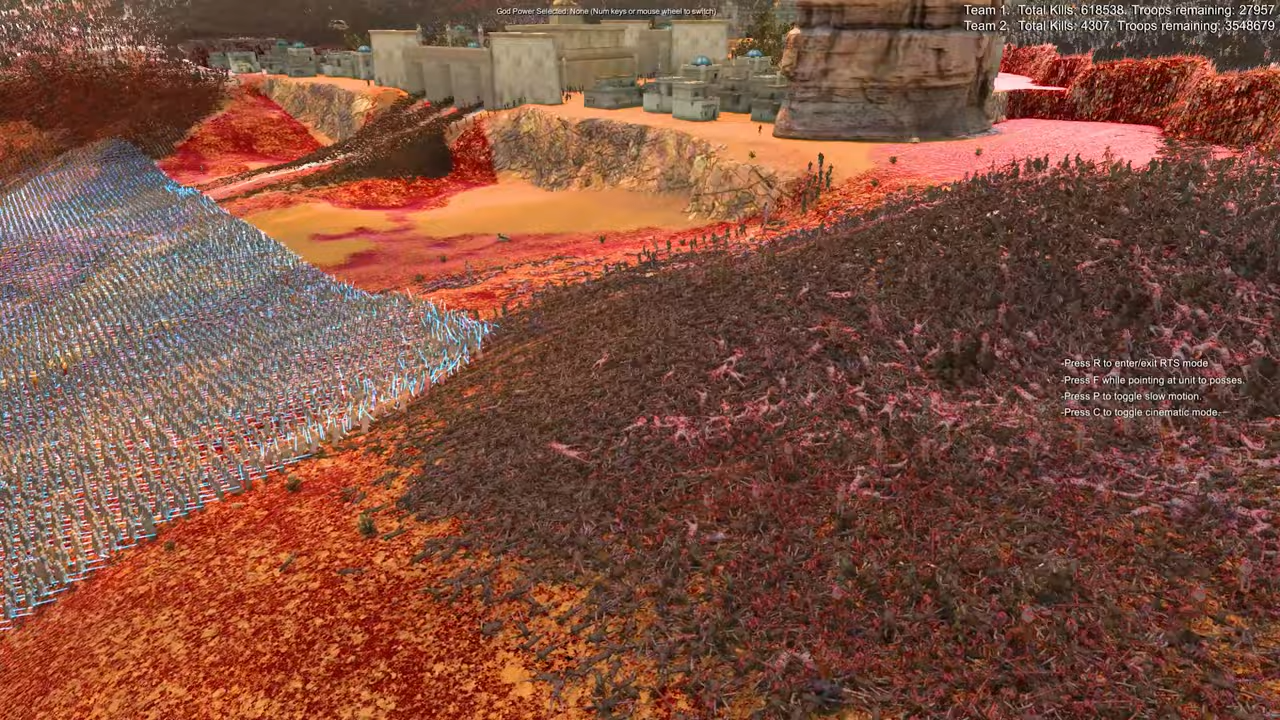 God Power Selected: None (Num keys or mouse wheel to switch)
Team 1. Total Kills: 618538. Troops remaining: 27957
Team 2. Total Kills: 4307. Troops remaining: 3548679
-Press R to enter/exit RTS mode
-Press F while pointing at unit to posses.
-Press P to toggle slow motion.
-Press C to toggle cinematic mode.